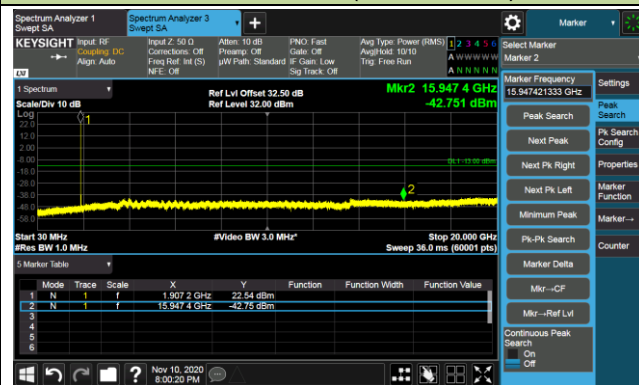 Spectrum Analyzer 1
Swept SA
Spectrum Analyzer 3
Swept SA
Marker
KEYSIGHT
Input: RF
Coupling: DC
Align: Auto
Input Z: 50 Ω
Corrections: Off
Freq Ref: Int (S)
NFE: Off
Atten: 10 dB
Preamp: Off
µW Path: Standard
PNO: Fast
Gate: Off
IF Gain: Low
Sig Track: Off
Avg Type: Power (RMS)
Avg|Hold: 10/10
Trig: Free Run
1 2 3 4 5 6
A W W W W W
A N N N N N
LXI
Select Marker
Marker 2
Marker Frequency
15.947421333 GHz
Settings
Peak Search
Peak
Search
Next Peak
Pk Search
Config
Next Pk Right
Properties
Next Pk Left
Marker
Function
Minimum Peak
Marker→
Pk-Pk Search
Counter
Marker Delta
Mkr→CF
Mkr→Ref Lvl
Continuous Peak
Search
On
Off
1 Spectrum
Scale/Div 10 dB
Ref Lvl Offset 32.50 dB
Ref Level 32.00 dBm
Mkr2 15.947 4 GHz
-42.751 dBm
Log
22.0
12.0
2.00
-8.00
-18.0
-28.0
-38.0
-48.0
-58.0
1
2
DL1 -13.00 dBm
Start 30 MHz
#Res BW 1.0 MHz
#Video BW 3.0 MHz*
Stop 20.000 GHz
Sweep 36.0 ms (60001 pts)
5 Marker Table
Mode Trace Scale X Y Function Function Width Function Value
1 N 1 f 1.907 2 GHz 22.54 dBm
2 N 1 f 15.947 4 GHz -42.75 dBm
3
4
5
6
?
Nov 10, 2020
8:00:20 PM